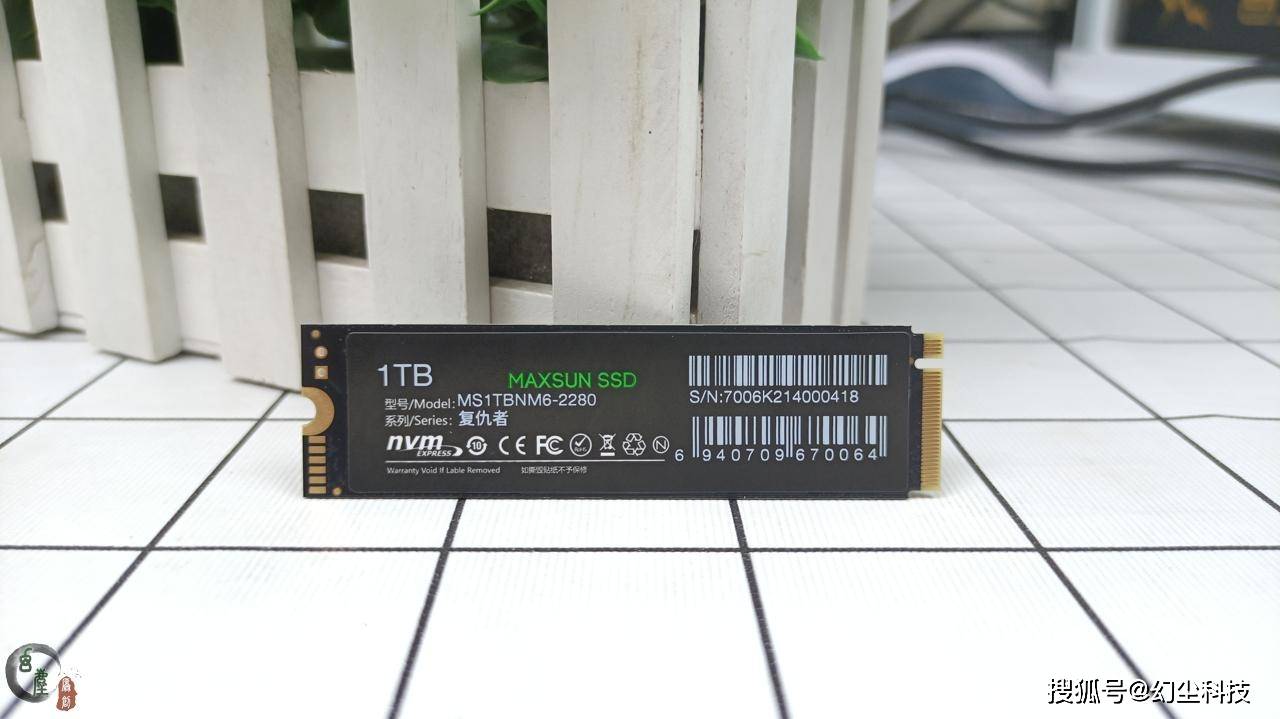 1TB
MAXSUN SSD
型号/Model: MS1TBNM6-2280
系列/Series: 复仇者
nvm
EXPRESS
10
CE FC
RoHS
N
Warranty Void If Lable Removed 如撕毁贴纸不予保修
S/N:7006K214000418
6 940709 670064
搜狐号@幻尘科技